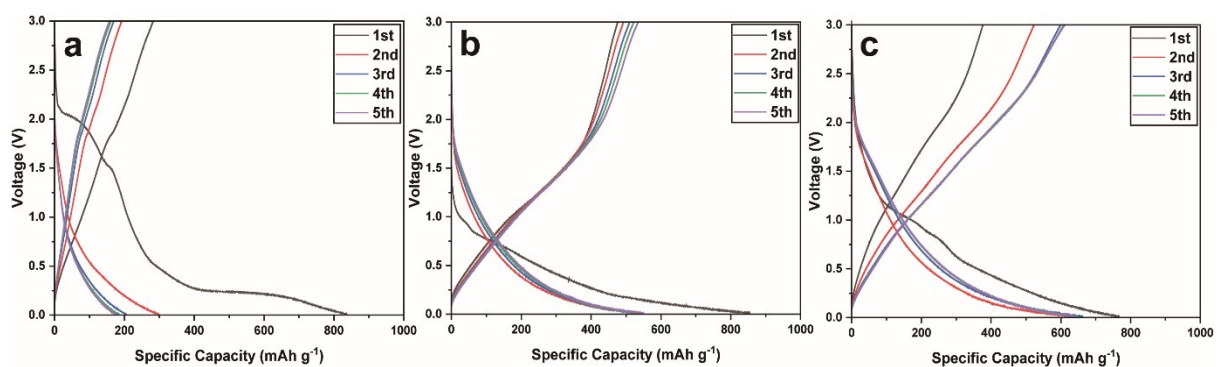 a
1st
2nd
3rd
4th
5th
3.0
2.5
2.0
1.5
1.0
0.5
0.0
Voltage (V)
0 200 400 600 800 1000
Specific Capacity (mAh g⁻¹)
b
1st
2nd
3rd
4th
5th
3.0
2.5
2.0
1.5
1.0
0.5
0.0
Voltage (V)
0 200 400 600 800 1000
Specific Capacity (mAh g⁻¹)
c
1st
2nd
3rd
4th
5th
3.0
2.5
2.0
1.5
1.0
0.5
0.0
Voltage (V)
0 200 400 600 800 1000
Specific Capacity (mAh g⁻¹)